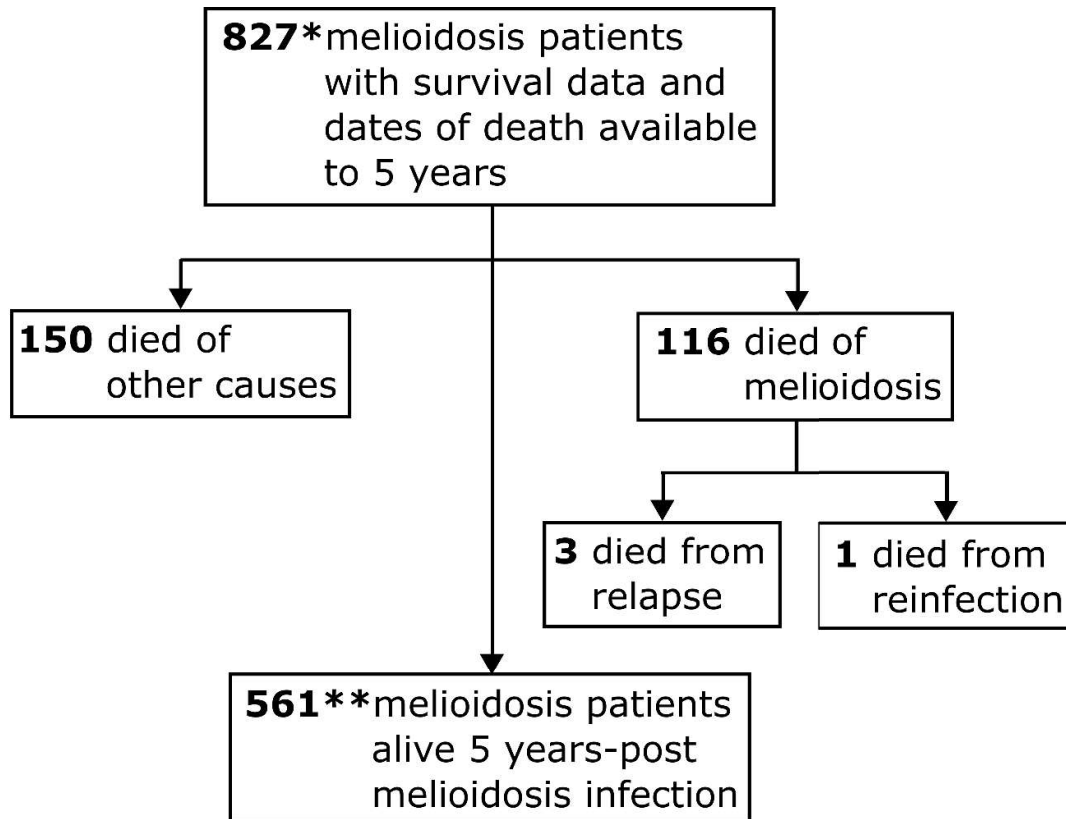 827*melioidosis patients
with survival data and
dates of death available
to 5 years
150 died of
other causes
116 died of
melioidosis
3 died from
relapse
1 died from
reinfection
561**melioidosis patients
alive 5 years-post
melioidosis infection